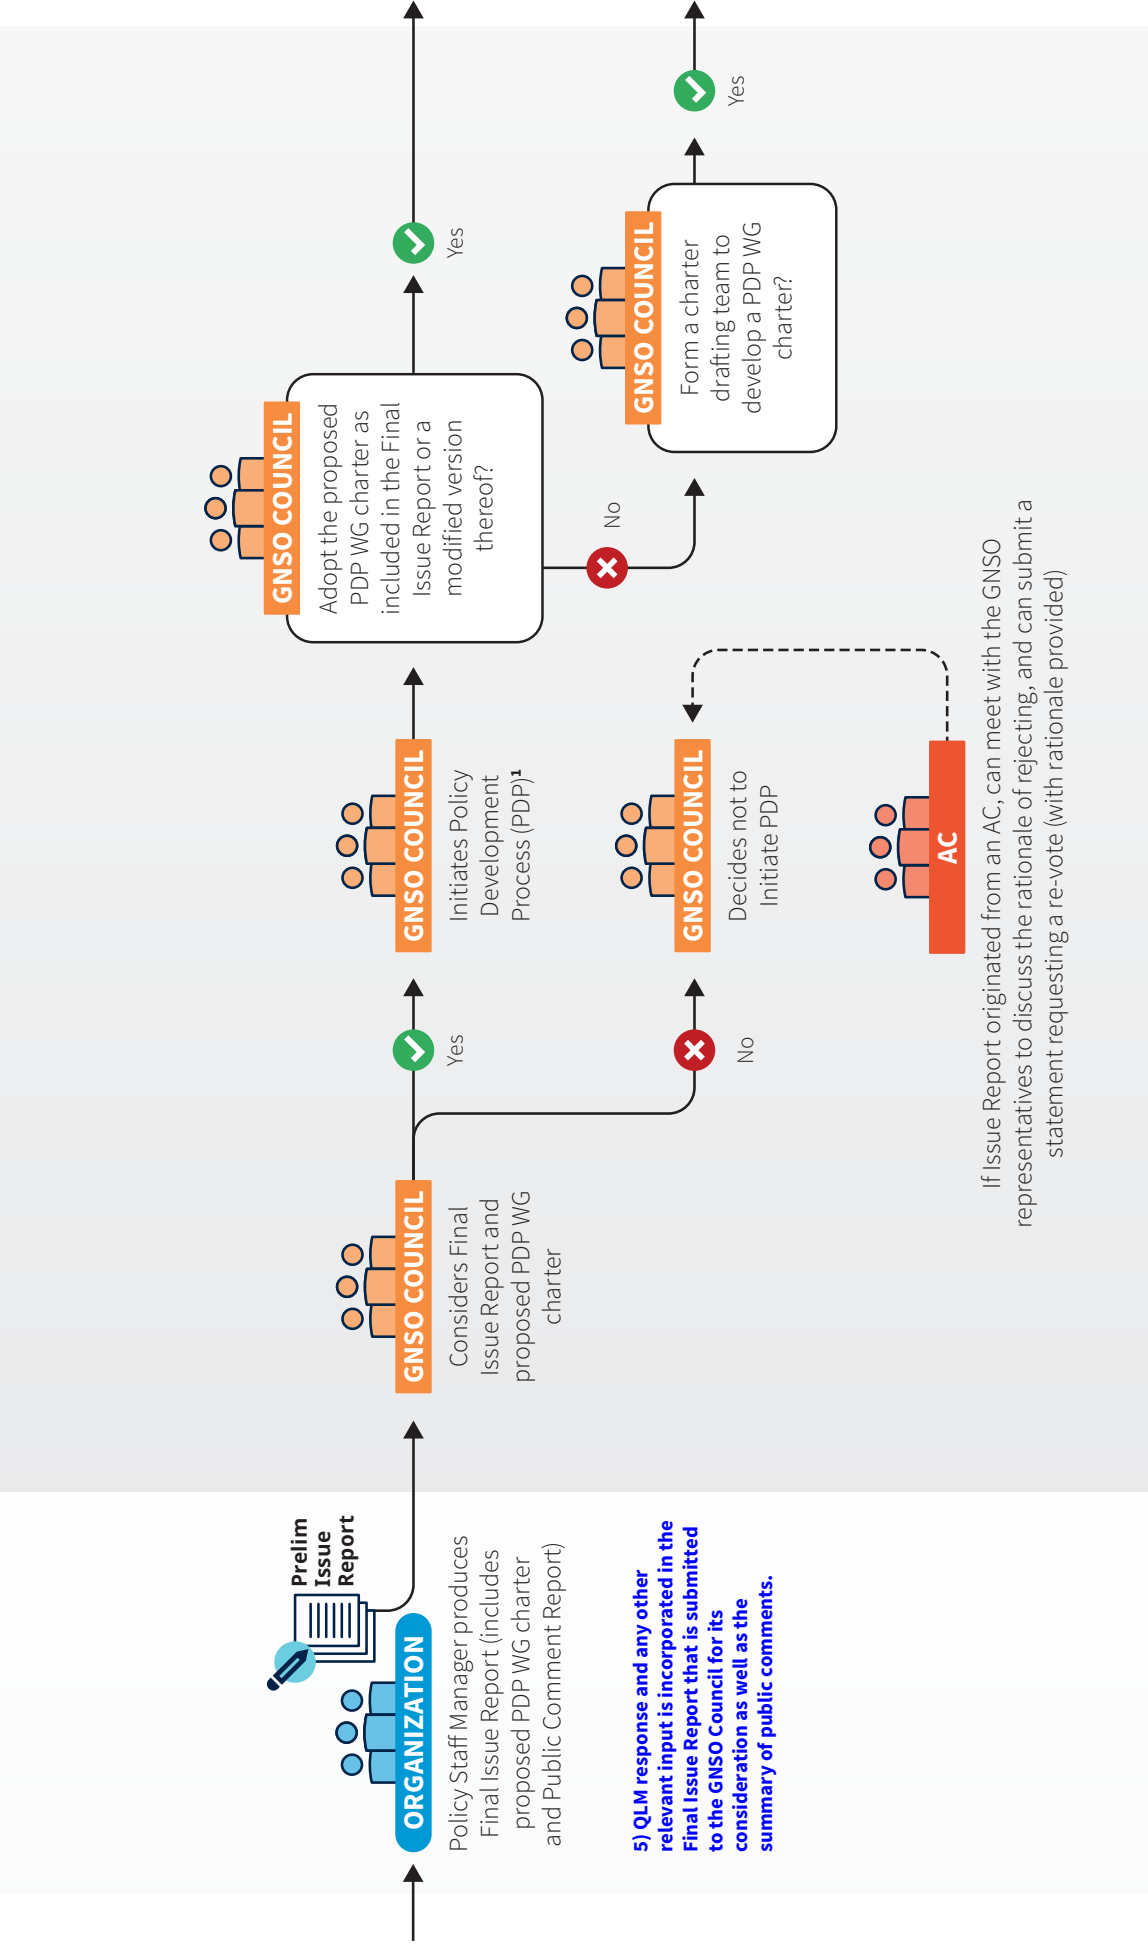 Prelim
Issue
Report
ORGANIZATION
Policy Staff Manager produces
Final Issue Report (includes
proposed PDP WG charter
and Public Comment Report)
5) QLM response and any other
relevant input is incorporated in the
Final Issue Report that is submitted
to the GNSO Council for its
consideration as well as the
summary of public comments.
GNSO COUNCIL
Considers Final
Issue Report and
proposed PDP WG
charter
Yes
No
GNSO COUNCIL
Initiates Policy
Development
Process (PDP)¹
GNSO COUNCIL
Decides not to
Initiate PDP
AC
If Issue Report originated from an AC, can meet with the GNSO
representatives to discuss the rationale of rejecting, and can submit a
statement requesting a re-vote (with rationale provided)
GNSO COUNCIL
Adopt the proposed
PDP WG charter as
included in the Final
Issue Report or a
modified version
thereof?
No
Yes
GNSO COUNCIL
Form a charter
drafting team to
develop a PDP WG
charter?
Yes